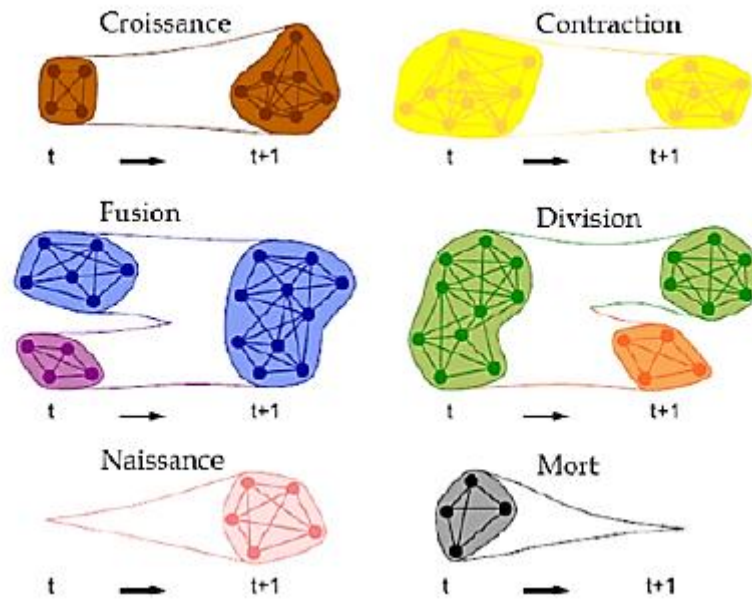 Croissance
Contraction
t
t+1
t
t+1
Fusion
Division
t
t+1
t
t+1
Naissance
Mort
t
t+1
t
t+1